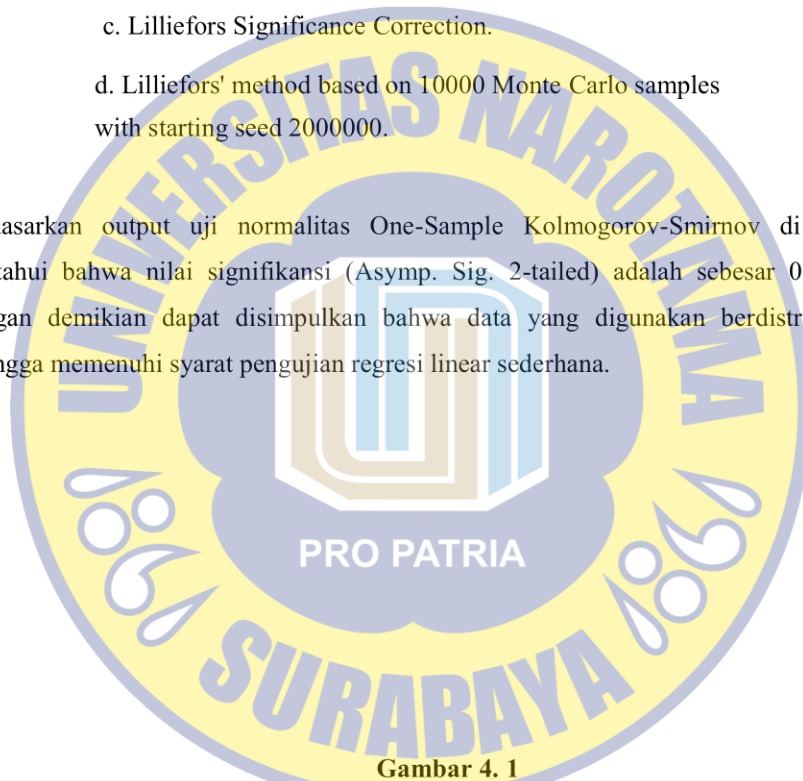 c. Lilliefors Significance Correction.
d. Lilliefors' method based on 10000 Monte Carlo samples
with starting seed 2000000.
asarkan output uji normalitas One-Sample Kolmogorov-Smirnov di
tahui bahwa nilai signifikansi (Asymp. Sig. 2-tailed) adalah sebesar 0
gan demikian dapat disimpulkan bahwa data yang digunakan berdistr
ngga memenuhi syarat pengujian regresi linear sederhana.
UNIVERSITAS NAROTAMA
PRO PATRIA
SURABAYA
Gambar 4. 1